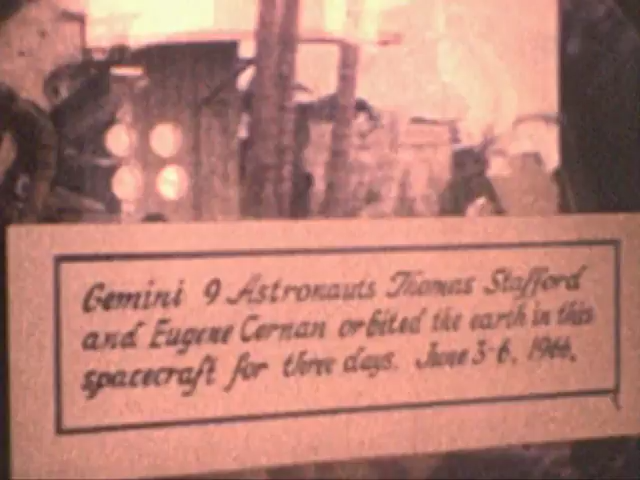 Gemini 9 Astronauts Thomas Stafford
and Eugene Cernan orbited the earth in this
spacecraft for three days. June 3-6, 1966.